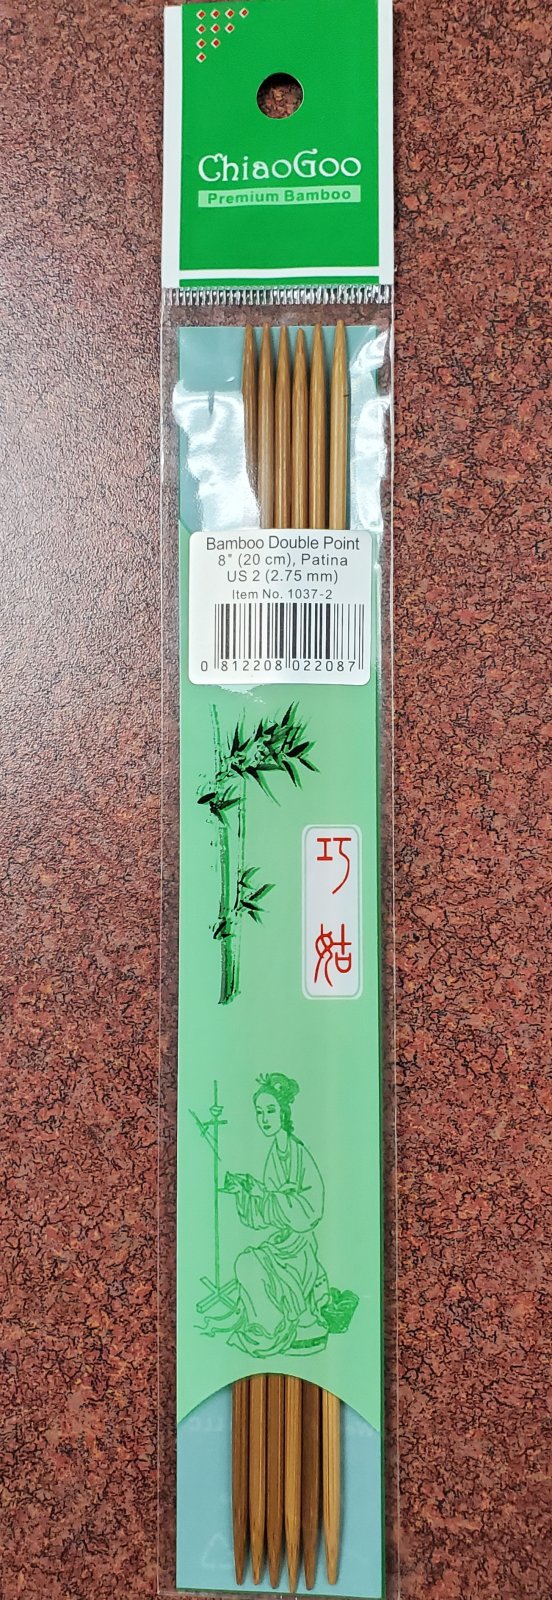 ChiaoGoo
Premium Bamboo
Bamboo Double Point
8" (20 cm), Patina
US 2 (2.75 mm)
Item No. 1037-2
0 812208 022087
巧
姑